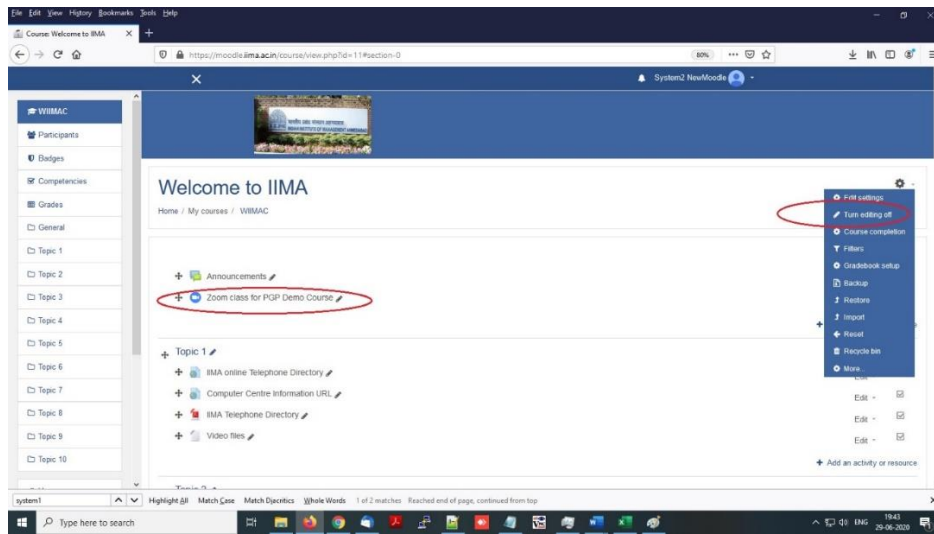 File Edit View History Bookmarks Tools Help
Course: Welcome to IIMA
https://moodle.iima.ac.in/course/view.php?id=11#section-0
80%
System2 NewMoodle
WIIMAC
Participants
Badges
Competencies
Grades
General
Topic 1
Topic 2
Topic 3
Topic 4
Topic 5
Topic 6
Topic 7
Topic 8
Topic 9
Topic 10
INDIAN INSTITUTE OF MANAGEMENT AHMEDABAD
Welcome to IIMA
Home / My courses / WIIMAC
Edit settings
Turn editing off
Course completion
Filters
Gradebook setup
Backup
Restore
Import
Reset
Recycle bin
More...
Announcements
Zoom class for PGP Demo Course
Topic 1
IIMA online Telephone Directory
Edit
Computer Centre Information URL
Edit
IIMA Telephone Directory
Edit
Video files
Edit
Add an activity or resource
system1
Highlight All Match Case Match Diacritics Whole Words 1 of 2 matches Reached end of page, continued from top
Type here to search
ENG
19:43
29-06-2020